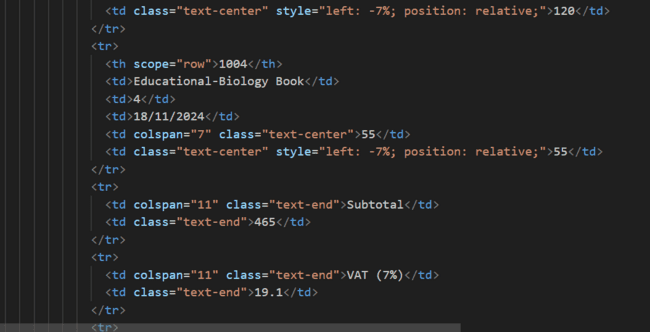 <td class="text-center" style="left: -7%; position: relative;">120</td>
</tr>
<tr>
<th scope="row">1004</th>
<td>Educational-Biology Book</td>
<td>4</td>
<td>18/11/2024</td>
<td colspan="7" class="text-center">55</td>
<td class="text-center" style="left: -7%; position: relative;">55</td>
</tr>
<tr>
<td colspan="11" class="text-end">Subtotal</td>
<td class="text-end">465</td>
</tr>
<tr>
<td colspan="11" class="text-end">VAT (7%)</td>
<td class="text-end">19.1</td>
</tr>
<tr>